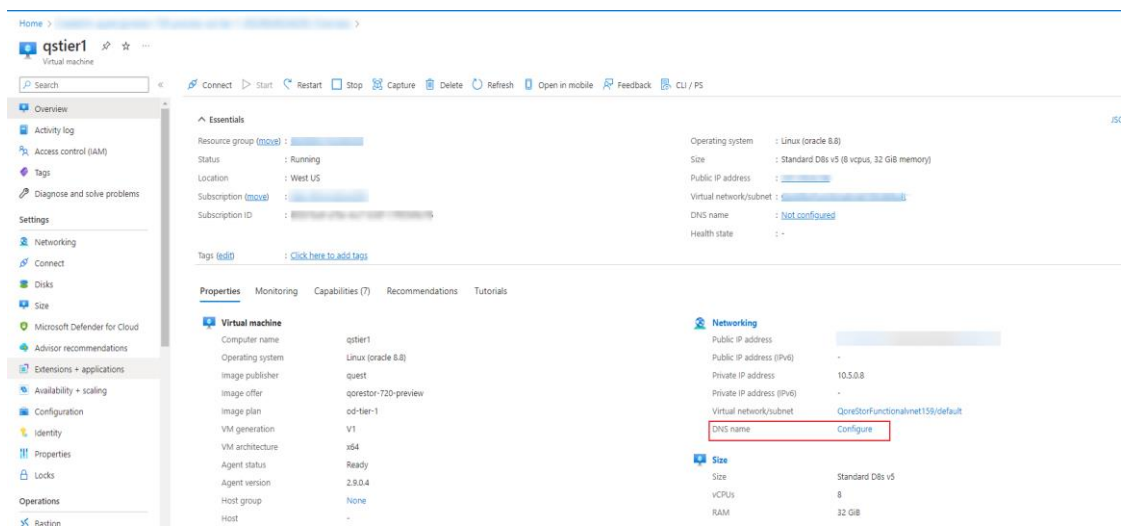 Home > >
qstier1
Virtual machine
Search
Overview
Activity log
Access control (IAM)
Tags
Diagnose and solve problems
Settings
Networking
Connect
Disks
Size
Microsoft Defender for Cloud
Advisor recommendations
Extensions + applications
Availability + scaling
Configuration
Identity
Properties
Locks
Operations
Bastion
Connect Start Restart Stop Capture Delete Refresh Open in mobile Feedback CLI / PS
Essentials
JSO
Resource group (move) :
Status : Running
Location : West US
Subscription (move) :
Subscription ID :
Operating system : Linux (oracle 8.8)
Size : Standard D8s v5 (8 vcpus, 32 GiB memory)
Public IP address :
Virtual network/subnet :
DNS name : Not configured
Health state : -
Tags (edit) : Click here to add tags
Properties Monitoring Capabilities (7) Recommendations Tutorials
Virtual machine
Computer name qstier1
Operating system Linux (oracle 8.8)
Image publisher quest
Image offer qorestor-720-preview
Image plan od-tier-1
VM generation V1
VM architecture x64
Agent status Ready
Agent version 2.9.0.4
Host group None
Host -
Networking
Public IP address
Public IP address (IPv6) -
Private IP address 10.5.0.8
Private IP address (IPv6) -
Virtual network/subnet QoreStorFunctionalvnet159/default
DNS name Configure
Size
Size Standard D8s v5
vCPUs 8
RAM 32 GiB